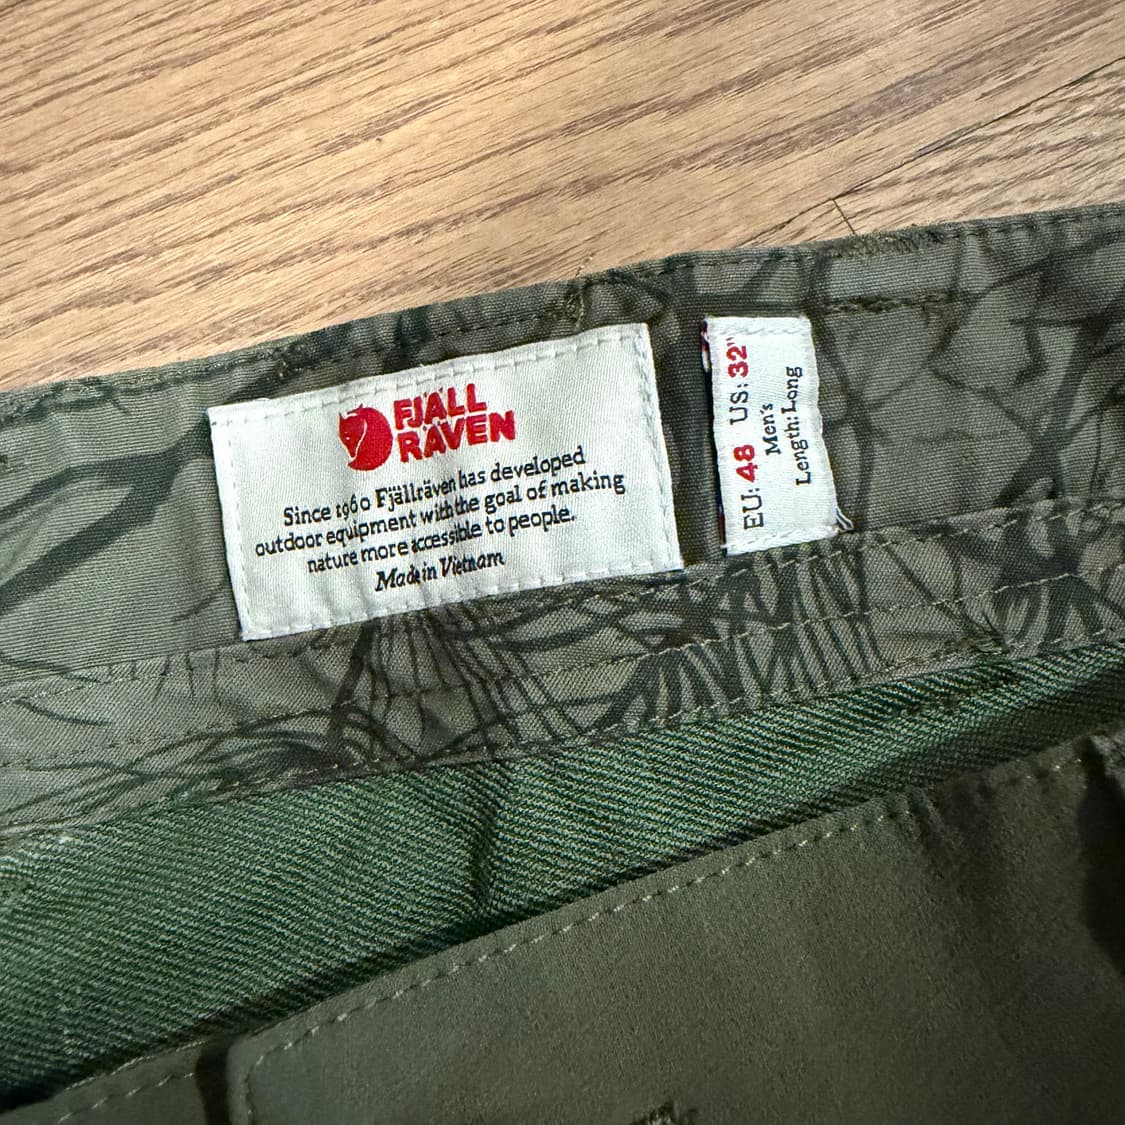 FJÄLL
RÄVEN
Since 1960 Fjällräven has developed
outdoor equipment with the goal of making
nature more accessible to people.
Made in Vietnam
EU: 48 US: 32"
Men's
Length: Long